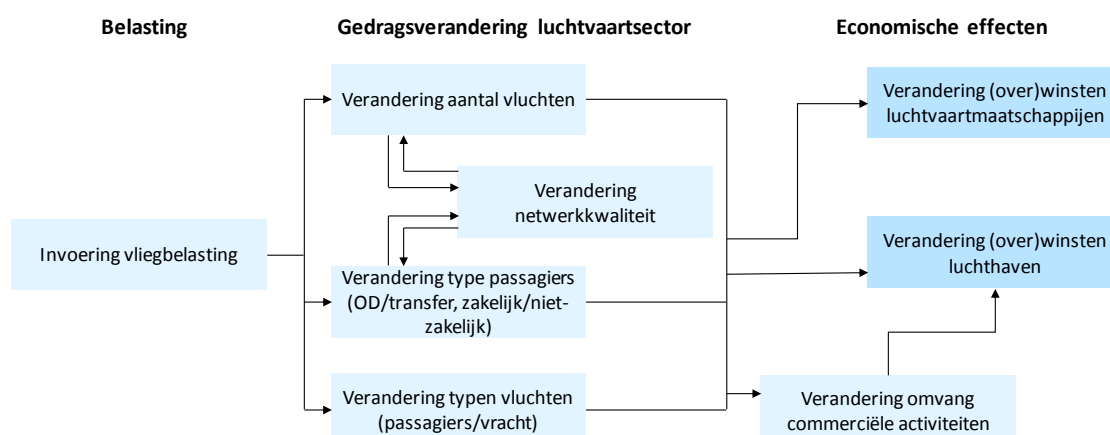 Belasting
Gedragsverandering luchtvaartsector
Economische effecten
Verandering aantal vluchten
Verandering (over)winsten
luchtvaartmaatschappijen
Verandering
netwerkkwaliteit
Invoering vliegbelasting
Verandering (over)winsten
luchthaven
Verandering type passagiers
(OD/transfer, zakelijk/niet-
zakelijk)
Verandering typen vluchten
(passagiers/vracht)
Verandering omvang
commerciële activiteiten